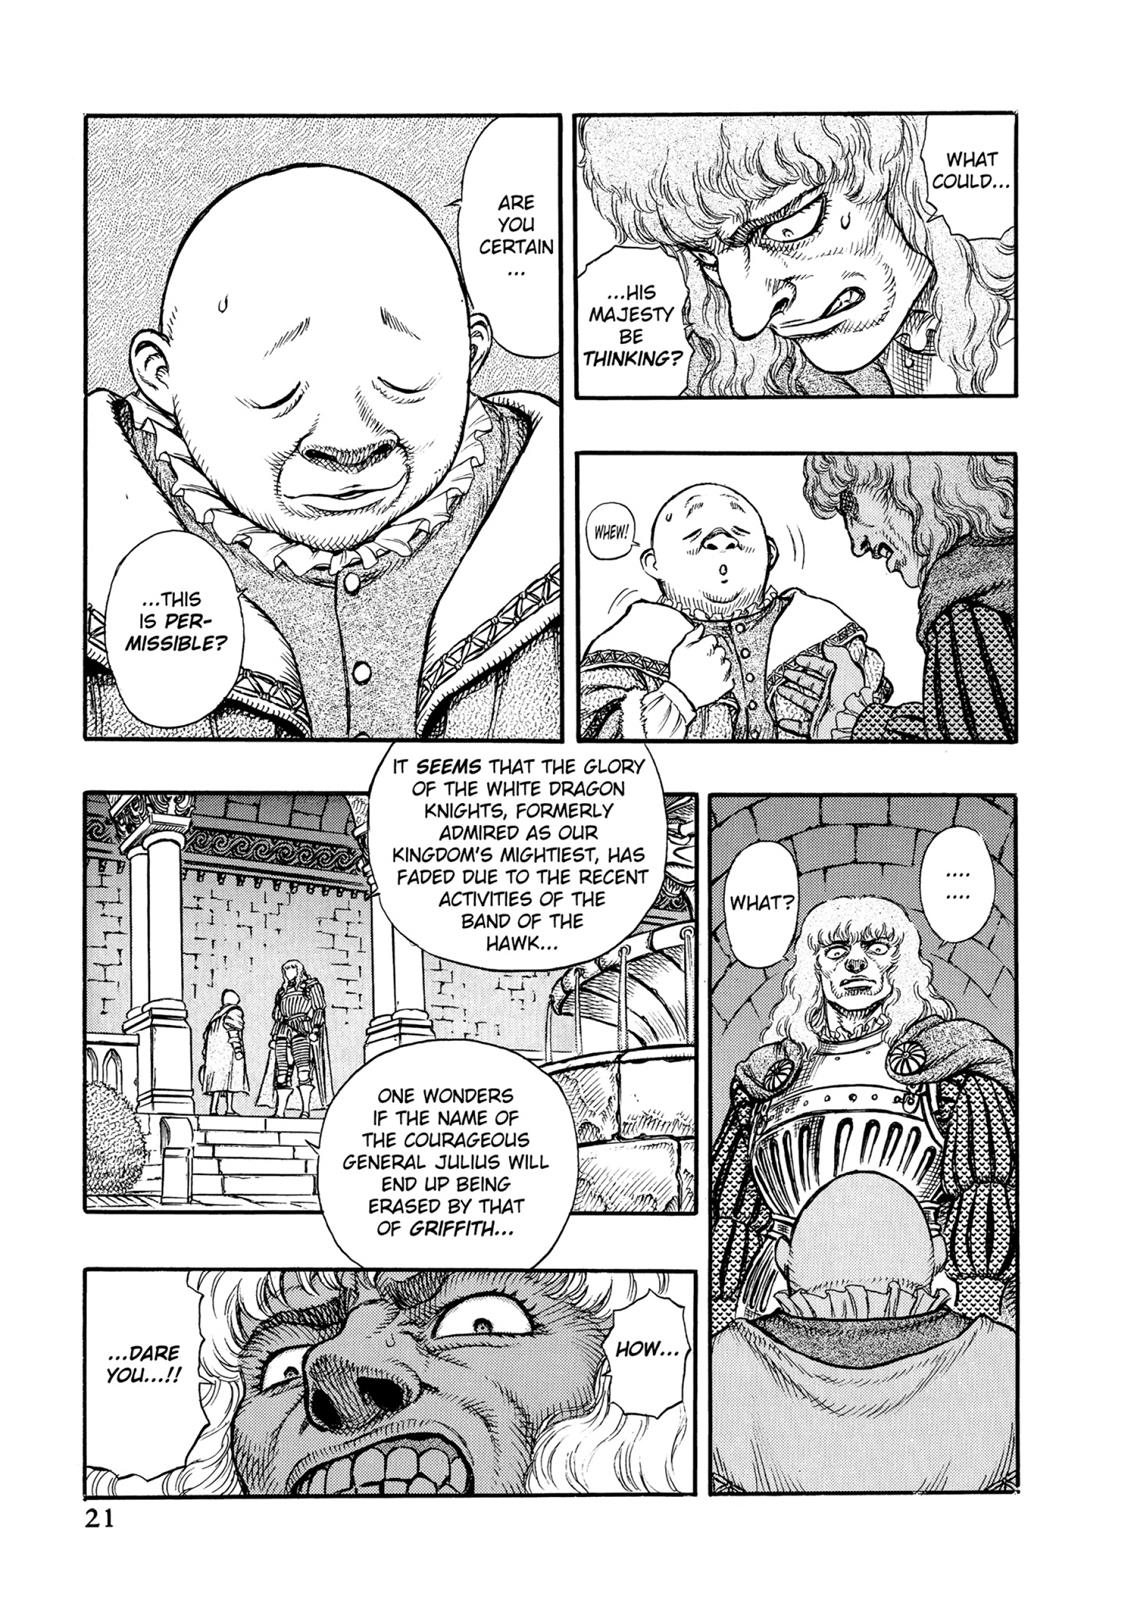 WHAT
COULD...
...HIS
MAJESTY
BE
THINKING?
ARE
YOU
CERTAIN
...
...THIS
IS PER-
MISSIBLE?
WHEW!
....
....
WHAT?
IT SEEMS THAT THE GLORY
OF THE WHITE DRAGON
KNIGHTS, FORMERLY
ADMIRED AS OUR
KINGDOM'S MIGHTIEST, HAS
FADED DUE TO THE RECENT
ACTIVITIES OF THE
BAND OF THE
HAWK...
ONE WONDERS
IF THE NAME OF
THE COURAGEOUS
GENERAL JULIUS WILL
END UP BEING
ERASED BY THAT
OF GRIFFITH...
HOW...
...DARE
YOU...!!
21